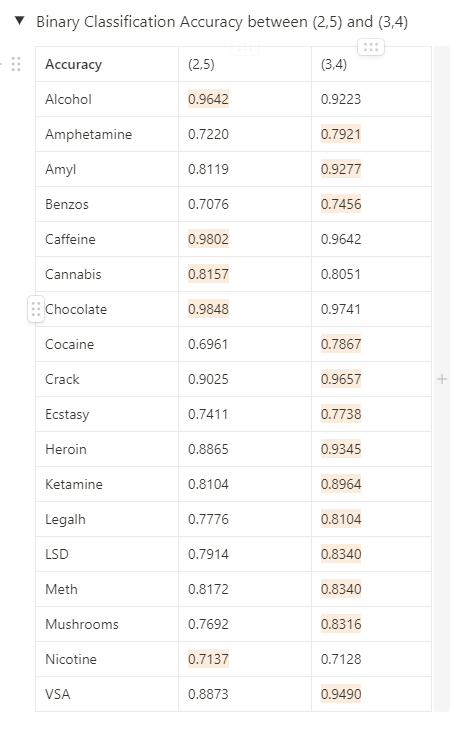 Binary Classification Accuracy between (2,5) and (3,4)
Accuracy (2,5) (3,4)
Alcohol 0.9642 0.9223
Amphetamine 0.7220 0.7921
Amyl 0.8119 0.9277
Benzos 0.7076 0.7456
Caffeine 0.9802 0.9642
Cannabis 0.8157 0.8051
Chocolate 0.9848 0.9741
Cocaine 0.6961 0.7867
Crack 0.9025 0.9657
Ecstasy 0.7411 0.7738
Heroin 0.8865 0.9345
Ketamine 0.8104 0.8964
Legalh 0.7776 0.8104
LSD 0.7914 0.8340
Meth 0.8172 0.8340
Mushrooms 0.7692 0.8316
Nicotine 0.7137 0.7128
VSA 0.8873 0.9490